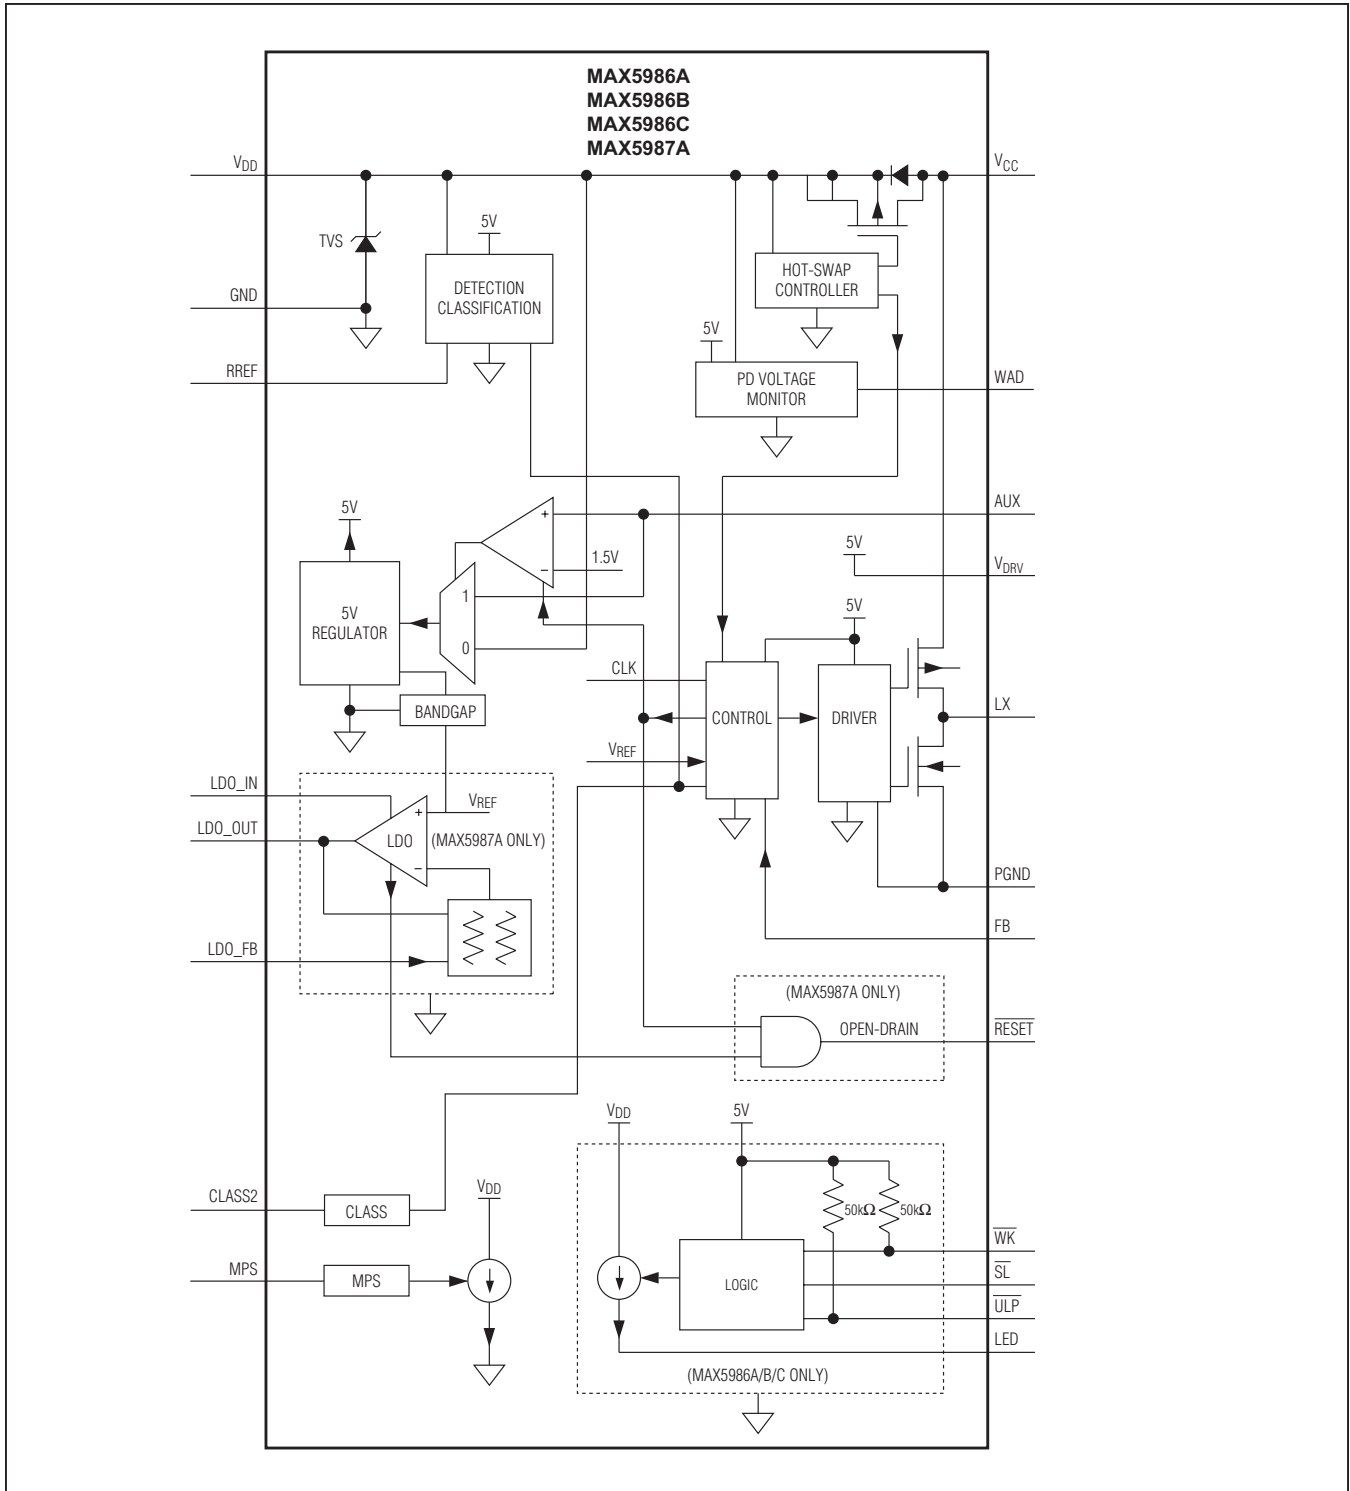 MAX5986A
MAX5986B
MAX5986C
MAX5987A
VDD
VCC
TVS
5V
DETECTION
CLASSIFICATION
HOT-SWAP
CONTROLLER
GND
5V
RREF
PD VOLTAGE
MONITOR
WAD
AUX
5V
+
1.5V
−
5V
VDRV
1
5V
REGULATOR
0
5V
CLK
BANDGAP
CONTROL
DRIVER
LX
VREF
LDO_IN
VREF
+
LDO_OUT
LDO
(MAX5987A ONLY)
−
PGND
FB
LDO_FB
(MAX5987A ONLY)
OPEN-DRAIN
RESET
VDD
5V
CLASS2
CLASS
VDD
50kΩ
50kΩ
WK
MPS
MPS
LOGIC
SL
ULP
LED
(MAX5986A/B/C ONLY)